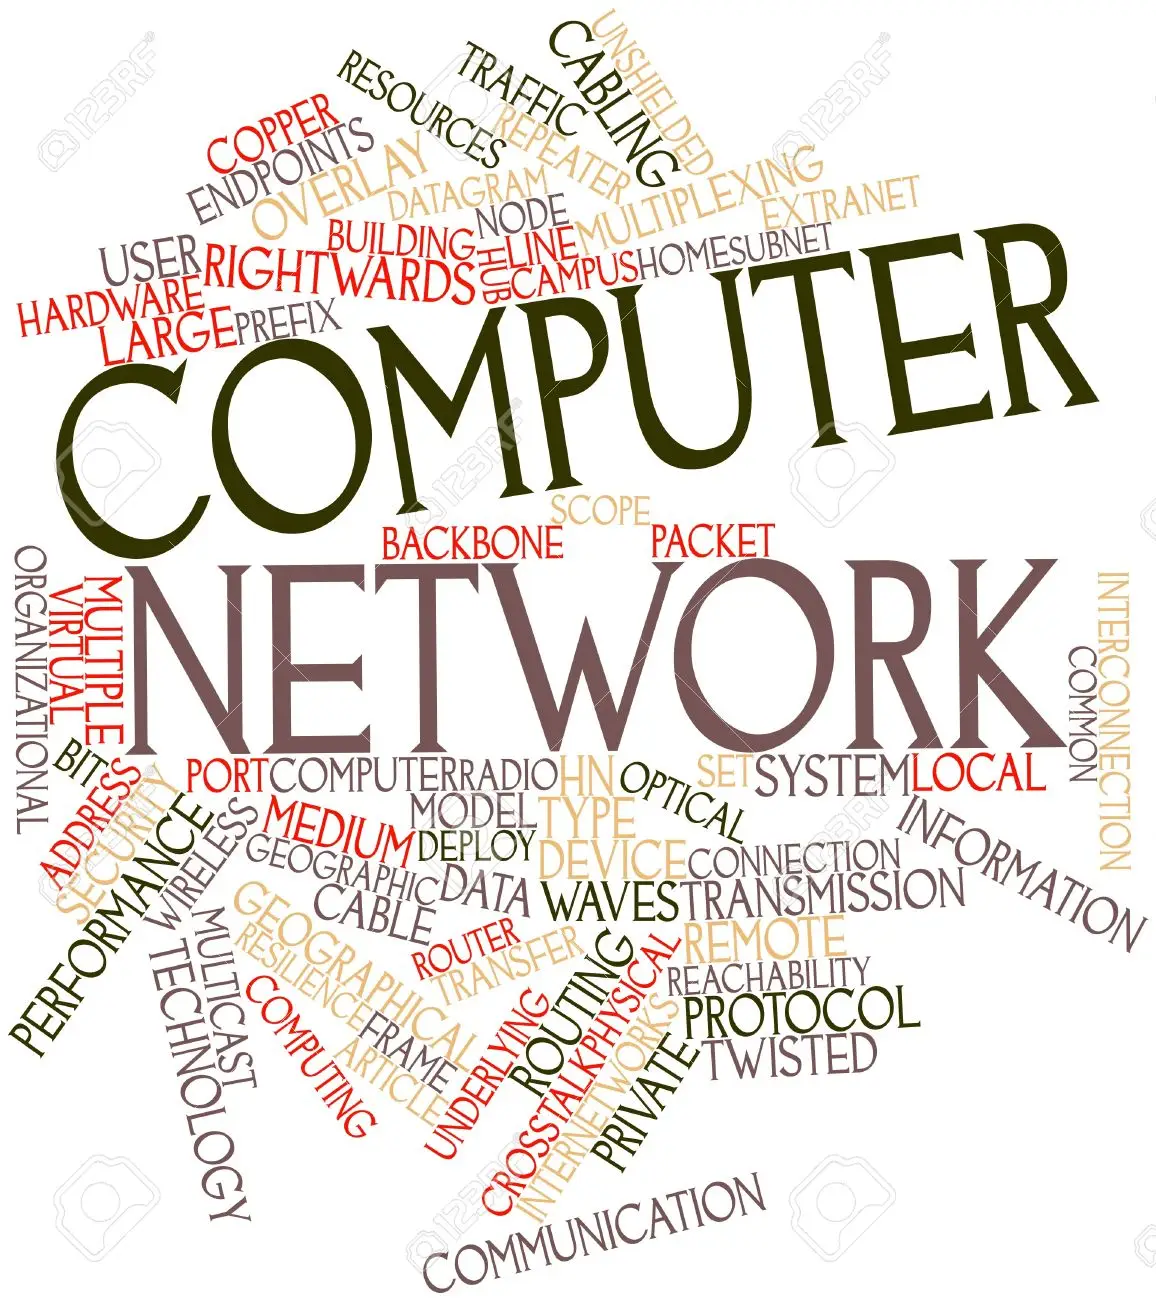 UNSHIELDED
CABLING
TRAFFIC
RESOURCES
REPEATER
COPPER
ENDPOINTS
OVERLAY
DATAGRAM
MULTIPLEXING
EXTRANET
NODE
BUILDING
LINE
USER
RIGHTWARDS
HUB
CAMPUS
HOME
SUBNET
HARDWARE
LARGE
PREFIX
COMPUTER
SCOPE
BACKBONE
PACKET
NETWORK
ORGANIZATIONAL
VIRTUAL
MULTIPLE
INTERCONNECTION
COMMON
BIT
ADDRESS
SECURITY
PERFORMANCE
WIRELESS
PORT
COMPUTER
RADIO
HN
OPTICAL
SET
SYSTEM
LOCAL
MEDIUM
MODEL
TYPE
INFORMATION
GEOGRAPHIC
DEPLOY
DEVICE
CONNECTION
CABLE
DATA
WAVES
TRANSMISSION
GEOGRAPHICAL
RESILIENCE
MULTICAST
TECHNOLOGY
COMPUTING
ROUTER
TRANSFER
FRAME
ARTICLE
UNDERLYING
ROUTING
CROSSTALK
PHYSICAL
INTERNETWORKS
PRIVATE
REMOTE
REACHABILITY
PROTOCOL
TWISTED
COMMUNICATION
123RF